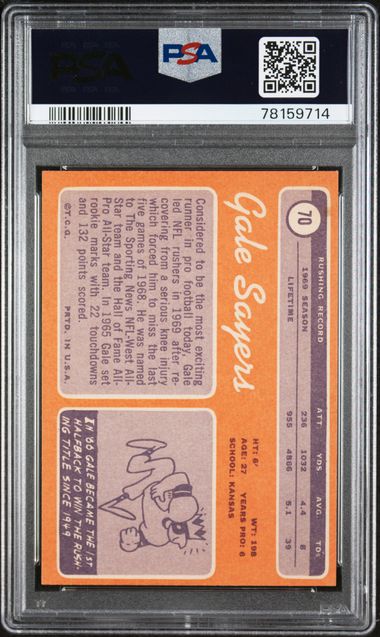 PSA
PSA
78159714
70
RUSHING RECORD
ATT. YDS. AVG. TDs.
1969 SEASON 236 1032 4.4 8
LIFETIME 955 4866 5.1 39
Gale Sayers
HT: 6' WT: 198
AGE: 27 YEARS PRO: 6
SCHOOL: KANSAS
Considered to be the most exciting
runner in pro football today, Gale
led NFL rushers in 1969 after re-
covering from a serious knee injury
which forced him to miss the last
five games of 1968. He was named
to The Sporting News NFL-West All-
Star team and the Hall of Fame All-
Pro All-Star team. In 1965 Gale set
rookie marks with 22 touchdowns
and 132 points scored.
©T.C.G. PRTD. IN U.S.A.
IN '66 GALE BECAME THE 1ST
HALFBACK TO WIN THE RUSH-
ING TITLE SINCE 1949